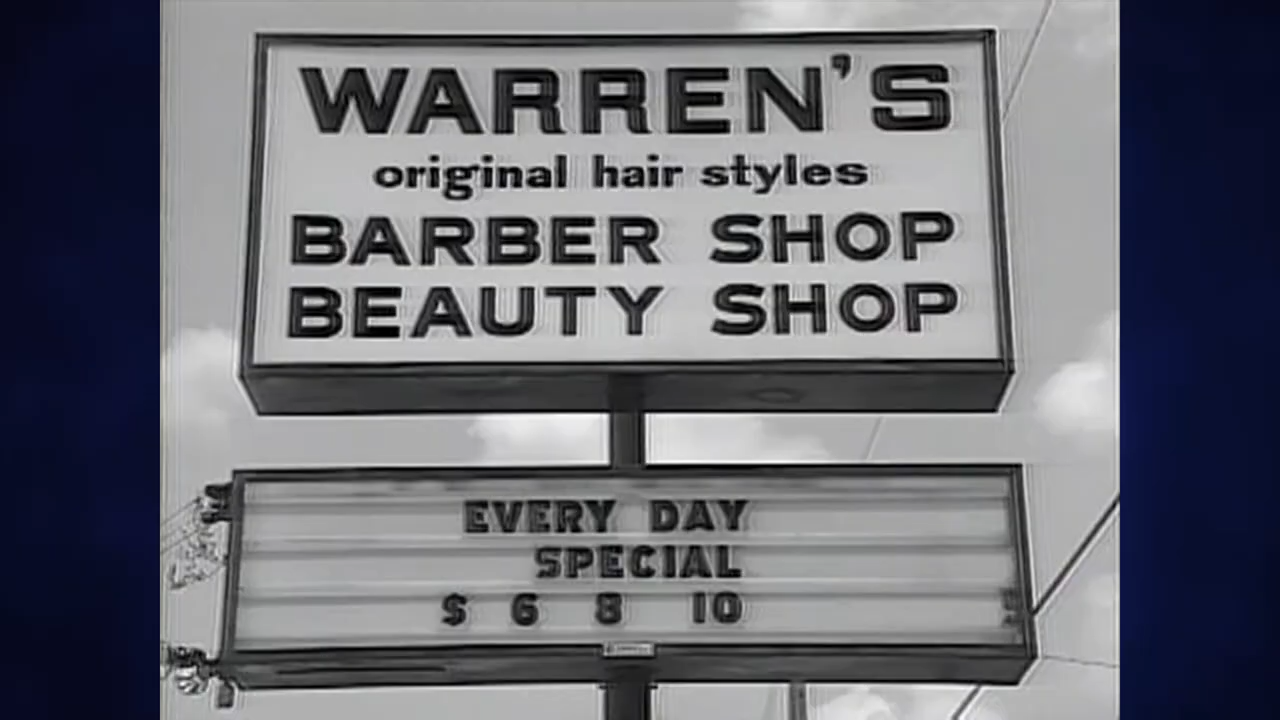 WARREN'S
original hair styles
BARBER SHOP
BEAUTY SHOP
EVERY DAY
SPECIAL
$ 6 8 10